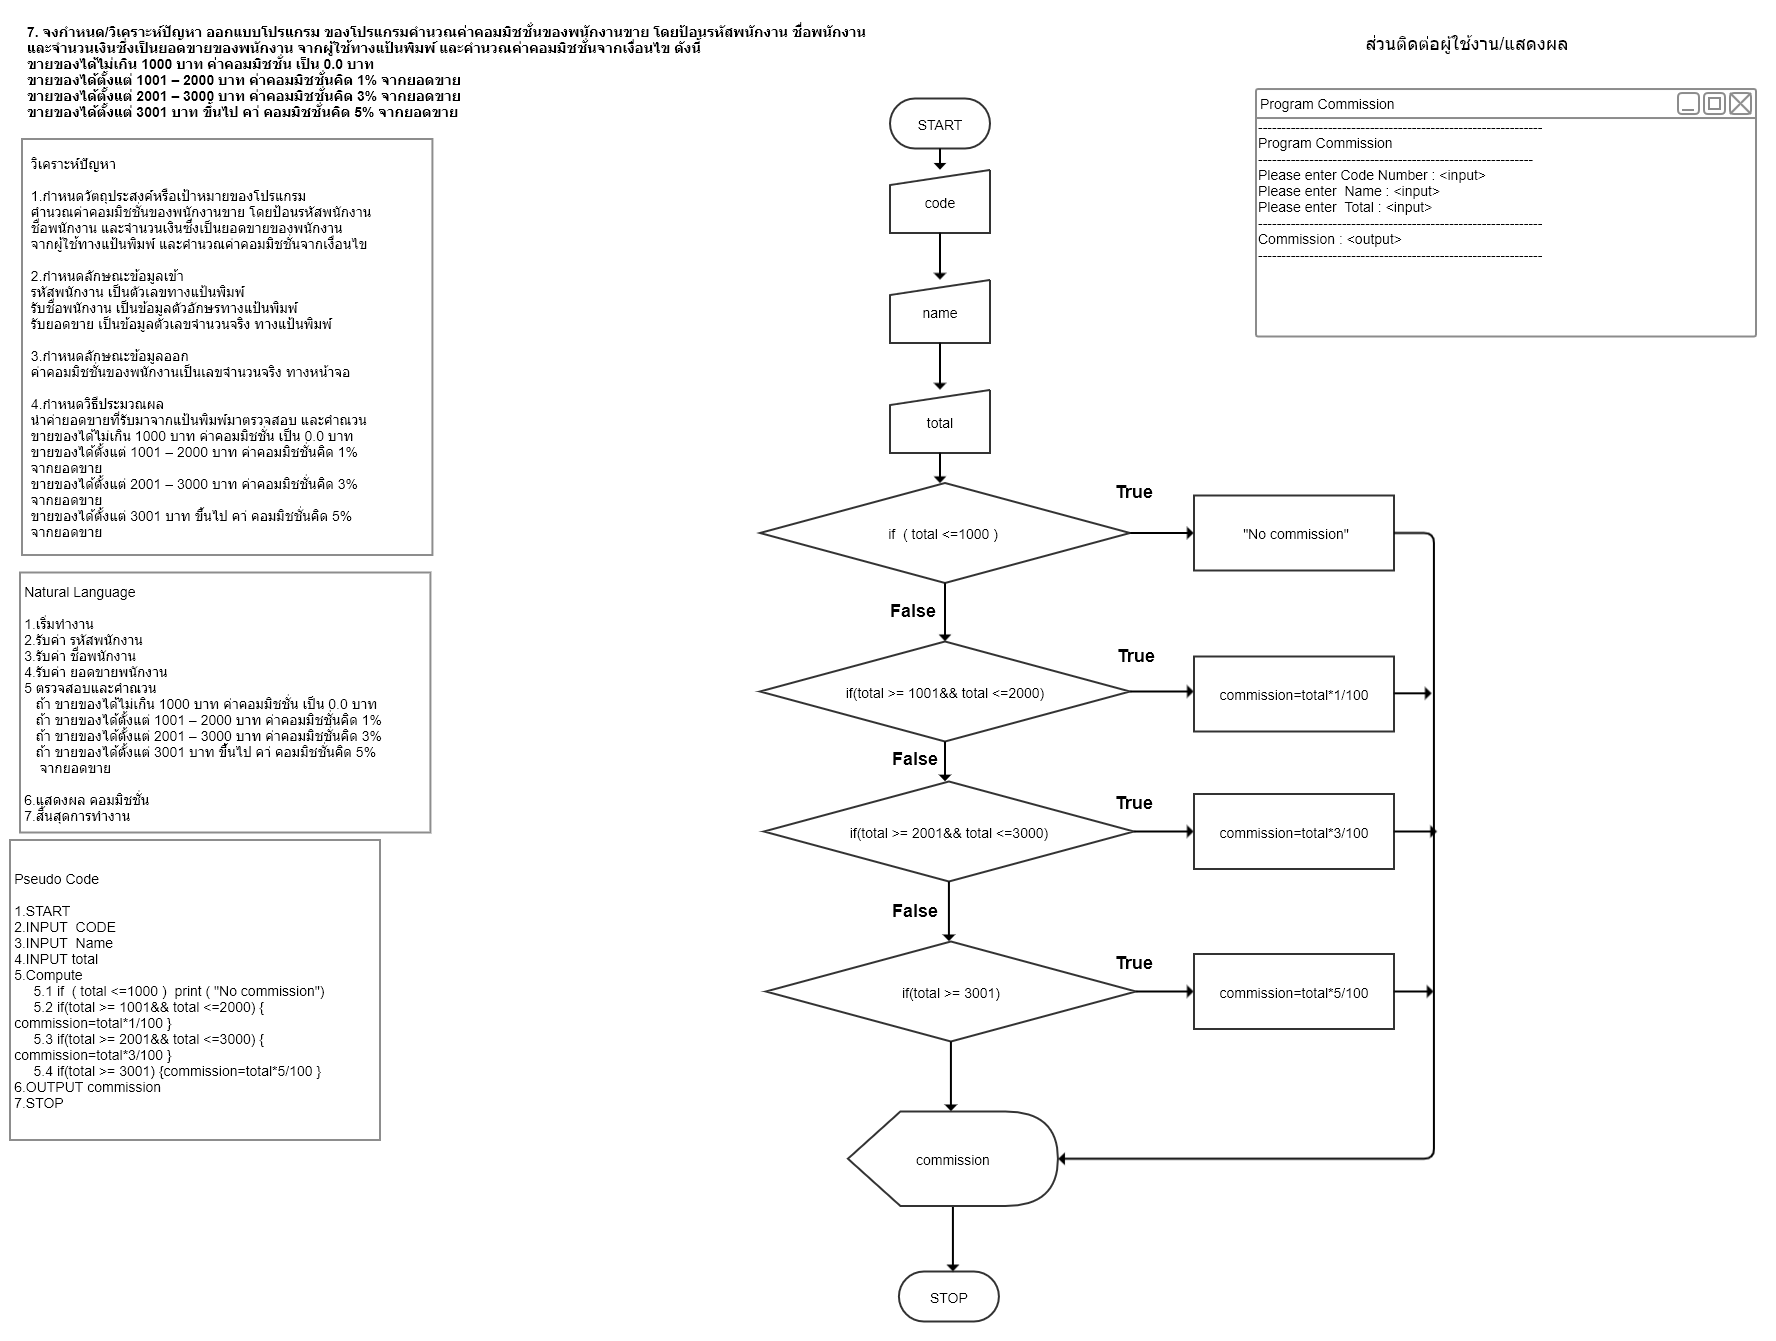 7. จงกำหนด/วิเคราะห์ปัญหา ออกแบบโปรแกรม ของโปรแกรมคำนวณค่าคอมมิชชั่นของพนักงานขาย โดยป้อนรหัสพนักงาน ชื่อพนักงาน
และจำนวนเงินซึ่งเป็นยอดขายของพนักงาน จากผู้ใช้ทางแป้นพิมพ์ และคำนวณค่าคอมมิชชั่นจากเงื่อนไข ดังนี้
ขายของได้ไม่เกิน 1000 บาท ค่าคอมมิชชั่น เป็น 0.0 บาท
ขายของได้ตั้งแต่ 1001 – 2000 บาท ค่าคอมมิชชั่นคิด 1% จากยอดขาย
ขายของได้ตั้งแต่ 2001 – 3000 บาท ค่าคอมมิชชั่นคิด 3% จากยอดขาย
ขายของได้ตั้งแต่ 3001 บาท ขึ้นไป คา่ คอมมิชชั่นคิด 5% จากยอดขาย
วิเคราะห์ปัญหา
1.กำหนดวัตถุประสงค์หรือเป้าหมายของโปรแกรม
คำนวณค่าคอมมิชชั่นของพนักงานขาย โดยป้อนรหัสพนักงาน
ชื่อพนักงาน และจำนวนเงินซึ่งเป็นยอดขายของพนักงาน
จากผู้ใช้ทางแป้นพิมพ์ และคำนวณค่าคอมมิชชั่นจากเงื่อนไข
2.กำหนดลักษณะข้อมูลเข้า
รหัสพนักงาน เป็นตัวเลขทางแป้นพิมพ์
รับชื่อพนักงาน เป็นข้อมูลตัวอักษรทางแป้นพิมพ์
รับยอดขาย เป็นข้อมูลตัวเลขจำนวนจริง ทางแป้นพิมพ์
3.กำหนดลักษณะข้อมูลออก
ค่าคอมมิชชั่นของพนักงานเป็นเลขจำนวนจริง ทางหน้าจอ
4.กำหนดวิธีประมวณผล
นำค่ายอดขายที่รับมาจากแป้นพิมพ์มาตรวจสอบ และคำณวน
ขายของได้ไม่เกิน 1000 บาท ค่าคอมมิชชั่น เป็น 0.0 บาท
ขายของได้ตั้งแต่ 1001 – 2000 บาท ค่าคอมมิชชั่นคิด 1%
จากยอดขาย
ขายของได้ตั้งแต่ 2001 – 3000 บาท ค่าคอมมิชชั่นคิด 3%
จากยอดขาย
ขายของได้ตั้งแต่ 3001 บาท ขึ้นไป คา่ คอมมิชชั่นคิด 5%
จากยอดขาย
Natural Language
1.เริ่มทำงาน
2.รับค่า รหัสพนักงาน
3.รับค่า ชื่อพนักงาน
4.รับค่า ยอดขายพนักงาน
5 ตรวจสอบและคำณวน
ถ้า ขายของได้ไม่เกิน 1000 บาท ค่าคอมมิชชั่น เป็น 0.0 บาท
ถ้า ขายของได้ตั้งแต่ 1001 – 2000 บาท ค่าคอมมิชชั่นคิด 1%
ถ้า ขายของได้ตั้งแต่ 2001 – 3000 บาท ค่าคอมมิชชั่นคิด 3%
ถ้า ขายของได้ตั้งแต่ 3001 บาท ขึ้นไป คา่ คอมมิชชั่นคิด 5%
จากยอดขาย
6.แสดงผล คอมมิชชั่น
7.สิ้นสุดการทำงาน
Pseudo Code
1.START
2.INPUT CODE
3.INPUT Name
4.INPUT total
5.Compute
5.1 if ( total <=1000 ) print ( "No commission")
5.2 if(total >= 1001&& total <=2000) {
commission=total*1/100 }
5.3 if(total >= 2001&& total <=3000) {
commission=total*3/100 }
5.4 if(total >= 3001) {commission=total*5/100 }
6.OUTPUT commission
7.STOP
START
code
name
total
if ( total <=1000 )
True
"No commission"
False
if(total >= 1001&& total <=2000)
True
commission=total*1/100
False
if(total >= 2001&& total <=3000)
True
commission=total*3/100
False
if(total >= 3001)
True
commission=total*5/100
commission
STOP
ส่วนติดต่อผู้ใช้งาน/แสดงผล
Program Commission
-------------------------------------------------------------
Program Commission
-----------------------------------------------------------
Please enter Code Number : <input>
Please enter Name : <input>
Please enter Total : <input>
-------------------------------------------------------------
Commission : <output>
-------------------------------------------------------------